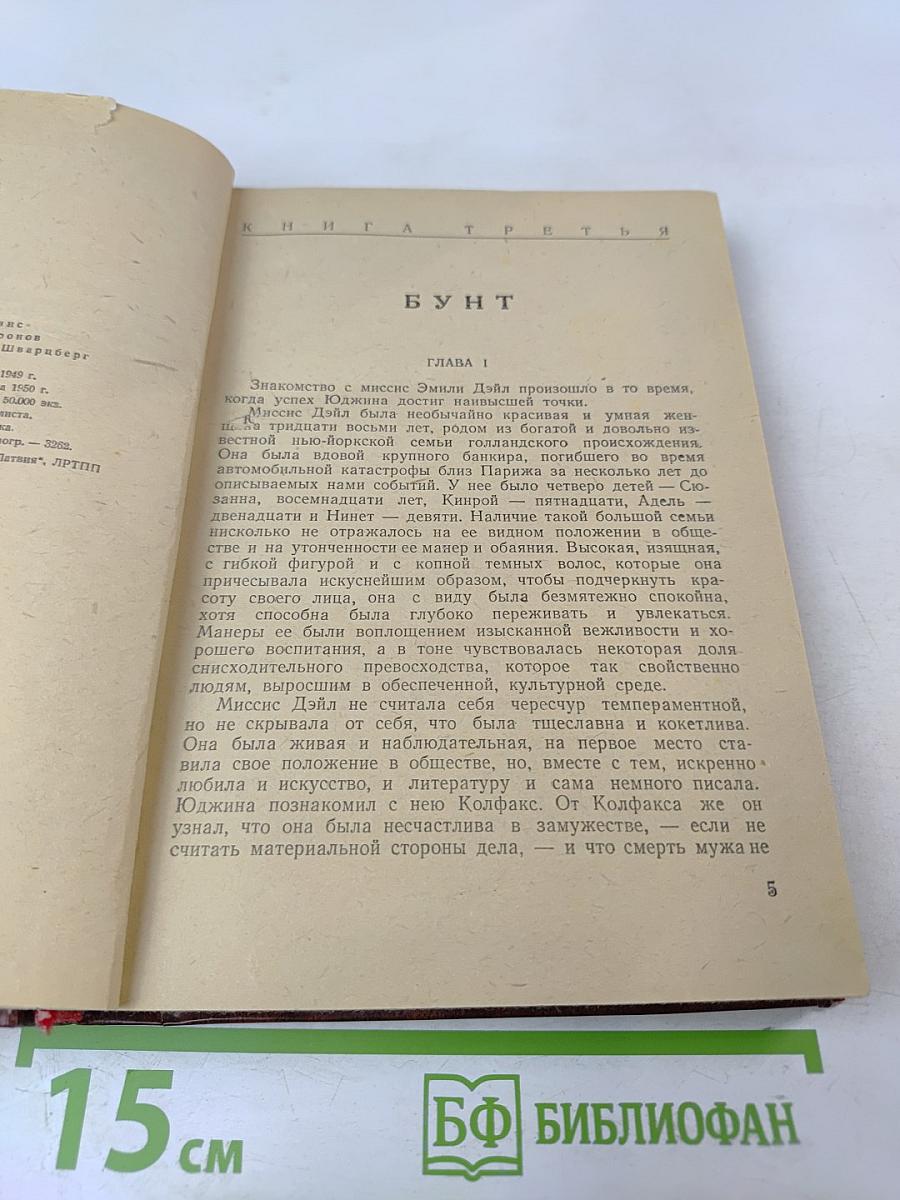 анс-
ронов
Шварцберг
1949 г.
1950 г.
50.000 экз.
листа.
ка.
погр. — 3262.
Латвия", ЛРТПП
КНИГА ТРЕТЬЯ
БУНТ
ГЛАВА I
Знакомство с миссис Эмили Дэйл произошло в то время,
когда успех Юджина достиг наивысшей точки.
Миссис Дэйл была необычайно красивая и умная жен-
тридцати восьми лет, родом из богатой и довольно из-
вестной нью-йоркской семьи голландского происхождения.
Она была вдовой крупного банкира, погибшего во время
автомобильной катастрофы близ Парижа за несколько лет до
описываемых нами событий. У нее было четверо детей — Сю-
занна, восемнадцати лет, Кинрой — пятнадцати, Адель —
двенадцати и Нинет — девяти. Наличие такой большой семьи
нисколько не отражалось на ее видном положении в обще-
стве и на утонченности ее манер и обаяния. Высокая, изящная,
с гибкой фигурой и с копной темных волос, которые она
причесывала искуснейшим образом, чтобы подчеркнуть кра-
соту своего лица, она с виду была безмятежно спокойна,
хотя способна была глубоко переживать и увлекаться.
Манеры ее были воплощением изысканной вежливости и хо-
рошего воспитания, а в тоне чувствовалась некоторая доля
снисходительного превосходства, которое так свойственно
людям, выросшим в обеспеченной, культурной среде.
Миссис Дэйл не считала себя чересчур темпераментной,
но не скрывала от себя, что была тщеславна и кокетлива.
Она была живая и наблюдательная, на первое место ста-
вила свое положение в обществе, но, вместе с тем, искренно
любила и искусство, и литературу и сама немного писала.
Юджина познакомил с нею Колфакс. От Колфакса же он
узнал, что она была несчастлива в замужестве, — если не
считать материальной стороны дела, — и что смерть мужа не
5
15 см
БФ БИБЛИОФАН